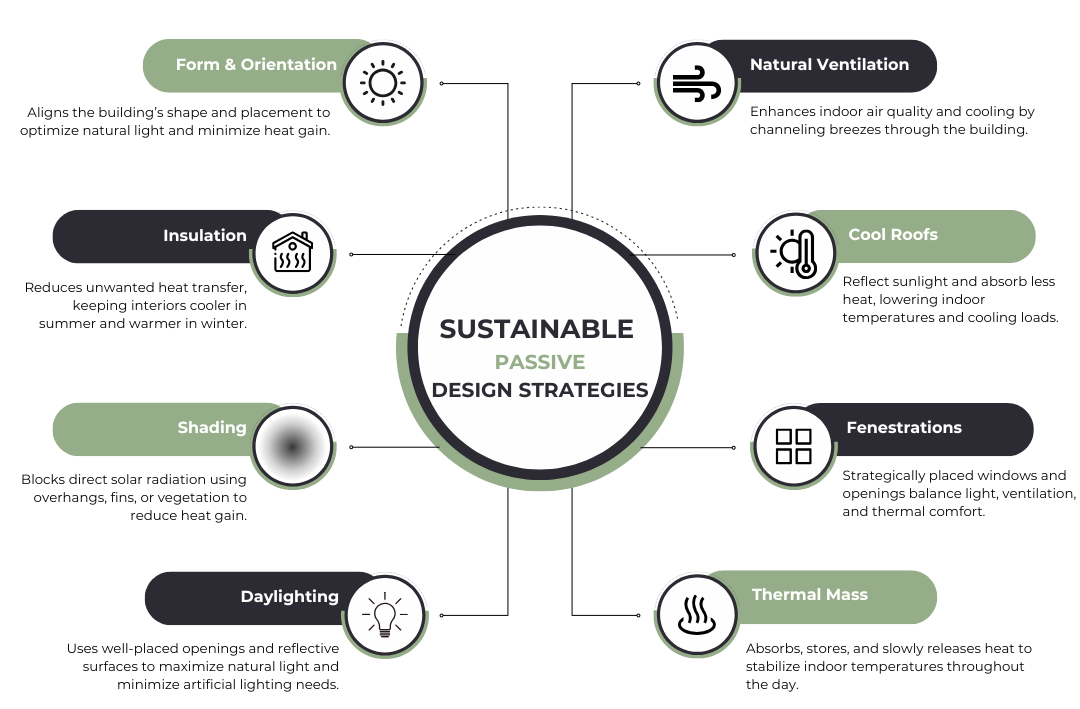 Form & Orientation
Aligns the building’s shape and placement to
optimize natural light and minimize heat gain.
Natural Ventilation
Enhances indoor air quality and cooling by
channeling breezes through the building.
Insulation
Reduces unwanted heat transfer,
keeping interiors cooler in
summer and warmer in winter.
Cool Roofs
Reflect sunlight and absorb less
heat, lowering indoor
temperatures and cooling loads.
SUSTAINABLE
PASSIVE
DESIGN STRATEGIES
Shading
Blocks direct solar radiation using
overhangs, fins, or vegetation to
reduce heat gain.
Fenestrations
Strategically placed windows and
openings balance light, ventilation,
and thermal comfort.
Daylighting
Uses well-placed openings and reflective
surfaces to maximize natural light and
minimize artificial lighting needs.
Thermal Mass
Absorbs, stores, and slowly releases heat to
stabilize indoor temperatures throughout
the day.